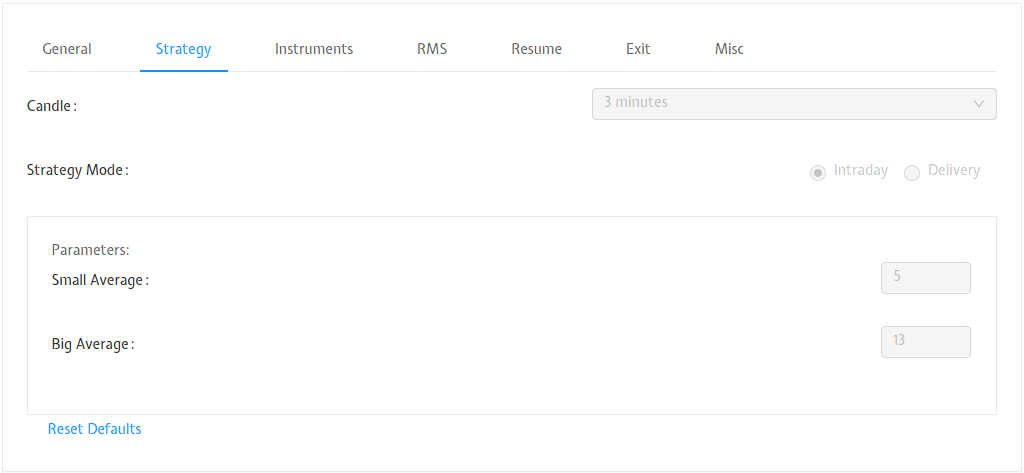 General Strategy Instruments RMS Resume Exit Misc
Candle : 3 minutes
Strategy Mode : Intraday Delivery
Parameters:
Small Average : 5
Big Average : 13
Reset Defaults